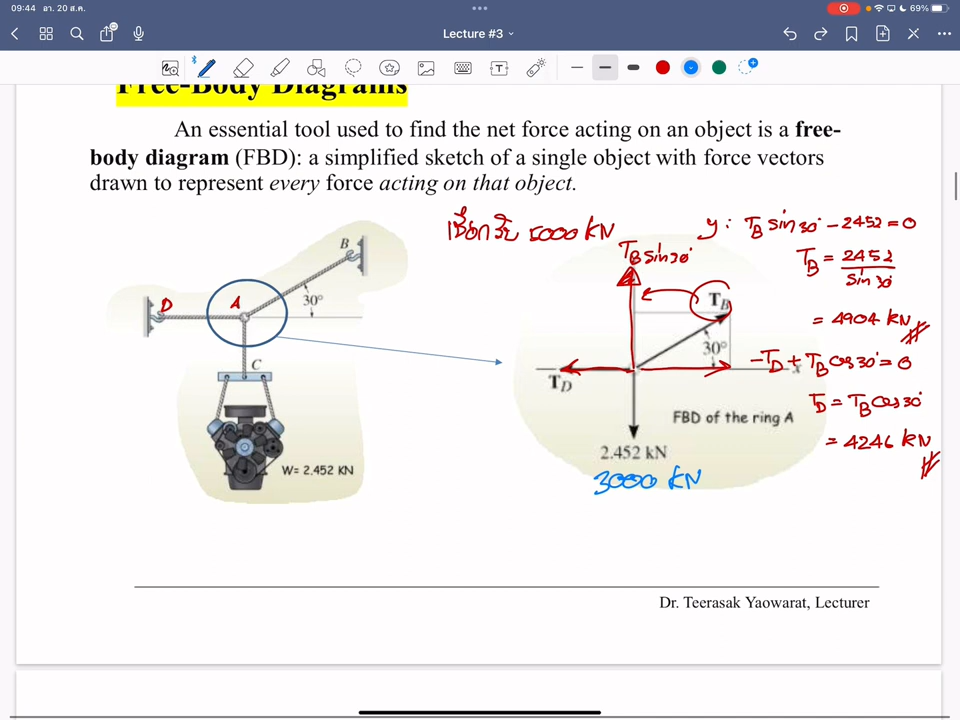 09:44 อา. 20 ส.ค.
69%
Lecture #3
Free-Body Diagrams
An essential tool used to find the net force acting on an object is a free-
body diagram (FBD): a simplified sketch of a single object with force vectors
drawn to represent every force acting on that object.
เชือกรับ 5000 kN
y: T_B sin 30° - 2452 = 0
T_B sin 30°
T_B = 2452 / sin 30°
= 4904 kN
-T_D + T_B cos 30° = 0
T_D = T_B cos 30
= 4246 kN
B
D
A
30°
C
W= 2.452 KN
T_B
30°
x
T_D
FBD of the ring A
2.452 kN
3000 kN
Dr. Teerasak Yaowarat, Lecturer